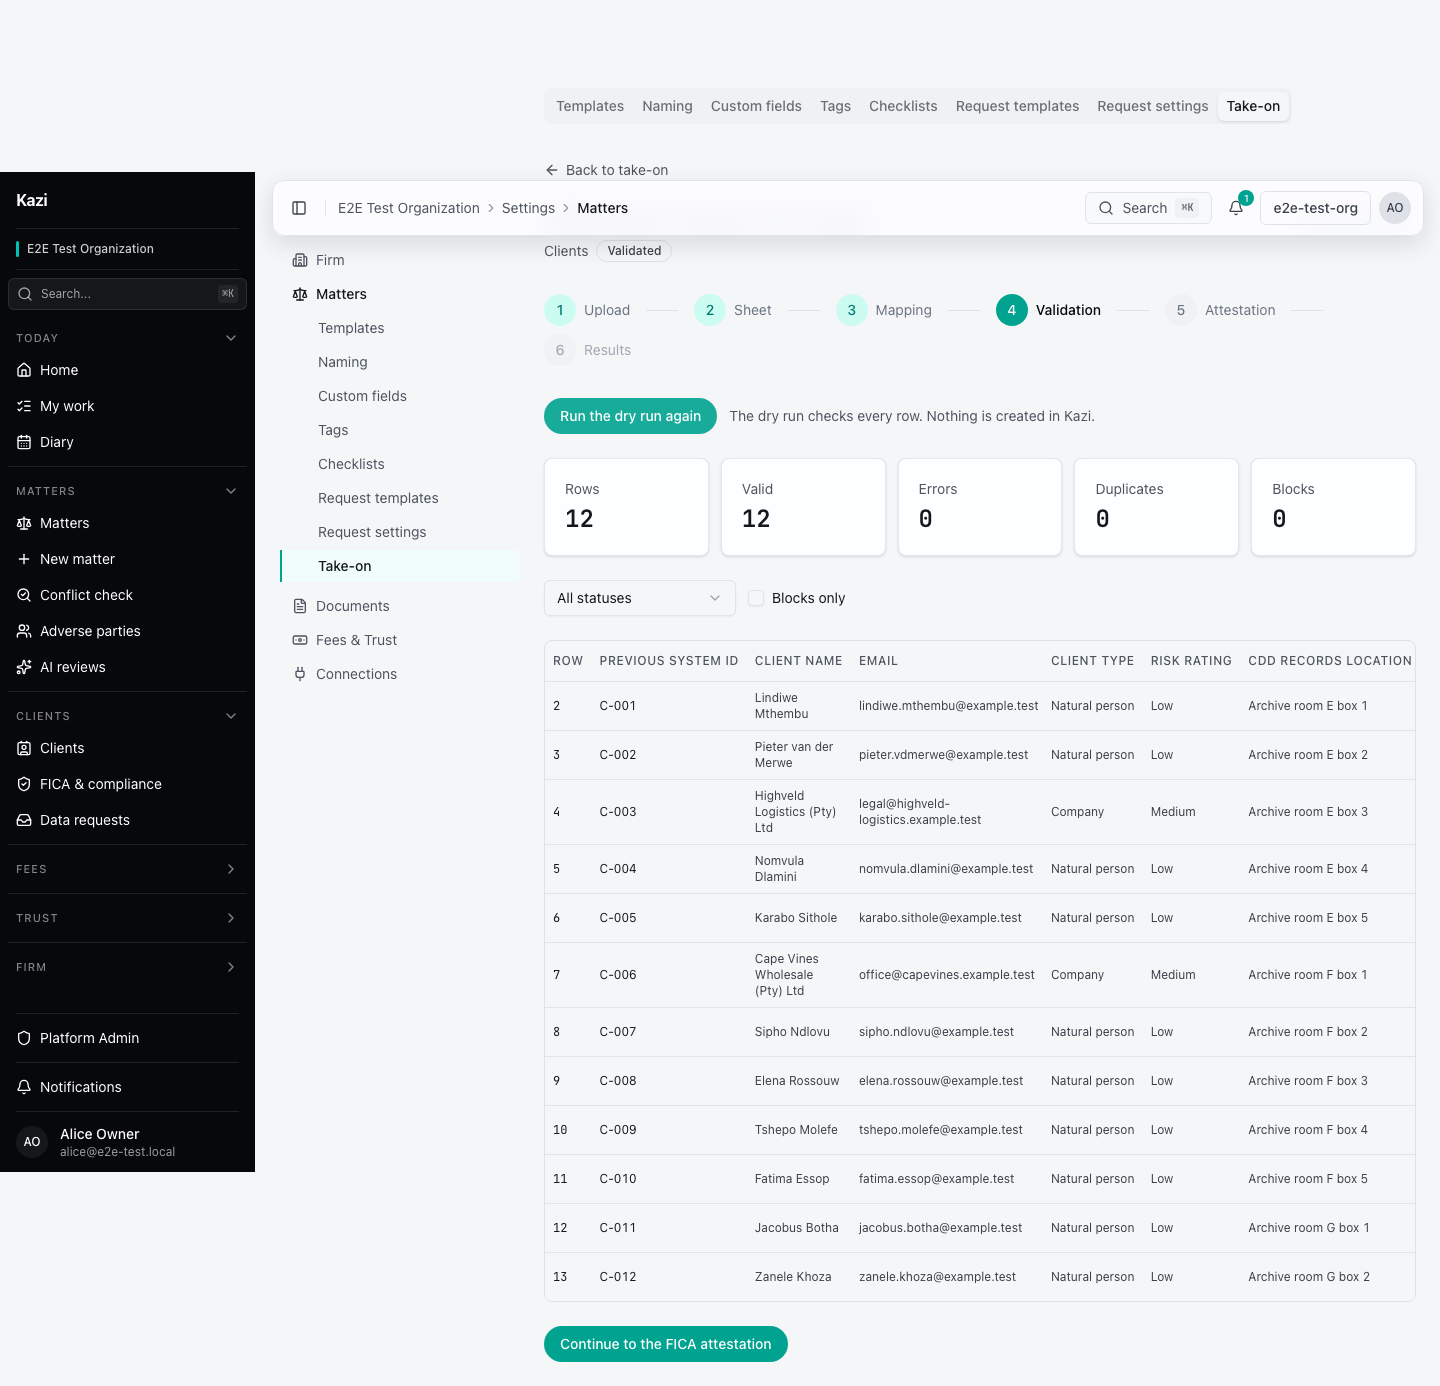 Templates Naming Custom fields Tags Checklists Request templates Request settings Take-on
Back to take-on
E2E Test Organization > Settings > Matters
Search ⌘K
1
e2e-test-org
AO
Kazi
E2E Test Organization
Search... ⌘K
TODAY
Home
My work
Diary
MATTERS
Matters
New matter
Conflict check
Adverse parties
AI reviews
CLIENTS
Clients
FICA & compliance
Data requests
FEES
TRUST
FIRM
Platform Admin
Notifications
AO
Alice Owner
alice@e2e-test.local
Firm
Matters
Templates
Naming
Custom fields
Tags
Checklists
Request templates
Request settings
Take-on
Documents
Fees & Trust
Connections
Clients Validated
1 Upload 2 Sheet 3 Mapping 4 Validation 5 Attestation
6 Results
Run the dry run again The dry run checks every row. Nothing is created in Kazi.
Rows Valid Errors Duplicates Blocks
12 12 0 0 0
All statuses Blocks only
ROW PREVIOUS SYSTEM ID CLIENT NAME EMAIL CLIENT TYPE RISK RATING CDD RECORDS LOCATION
2 C-001 Lindiwe Mthembu lindiwe.mthembu@example.test Natural person Low Archive room E box 1
3 C-002 Pieter van der Merwe pieter.vdmerwe@example.test Natural person Low Archive room E box 2
4 C-003 Highveld Logistics (Pty) Ltd legal@highveld-logistics.example.test Company Medium Archive room E box 3
5 C-004 Nomvula Dlamini nomvula.dlamini@example.test Natural person Low Archive room E box 4
6 C-005 Karabo Sithole karabo.sithole@example.test Natural person Low Archive room E box 5
7 C-006 Cape Vines Wholesale (Pty) Ltd office@capevines.example.test Company Medium Archive room F box 1
8 C-007 Sipho Ndlovu sipho.ndlovu@example.test Natural person Low Archive room F box 2
9 C-008 Elena Rossouw elena.rossouw@example.test Natural person Low Archive room F box 3
10 C-009 Tshepo Molefe tshepo.molefe@example.test Natural person Low Archive room F box 4
11 C-010 Fatima Essop fatima.essop@example.test Natural person Low Archive room F box 5
12 C-011 Jacobus Botha jacobus.botha@example.test Natural person Low Archive room G box 1
13 C-012 Zanele Khoza zanele.khoza@example.test Natural person Low Archive room G box 2
Continue to the FICA attestation